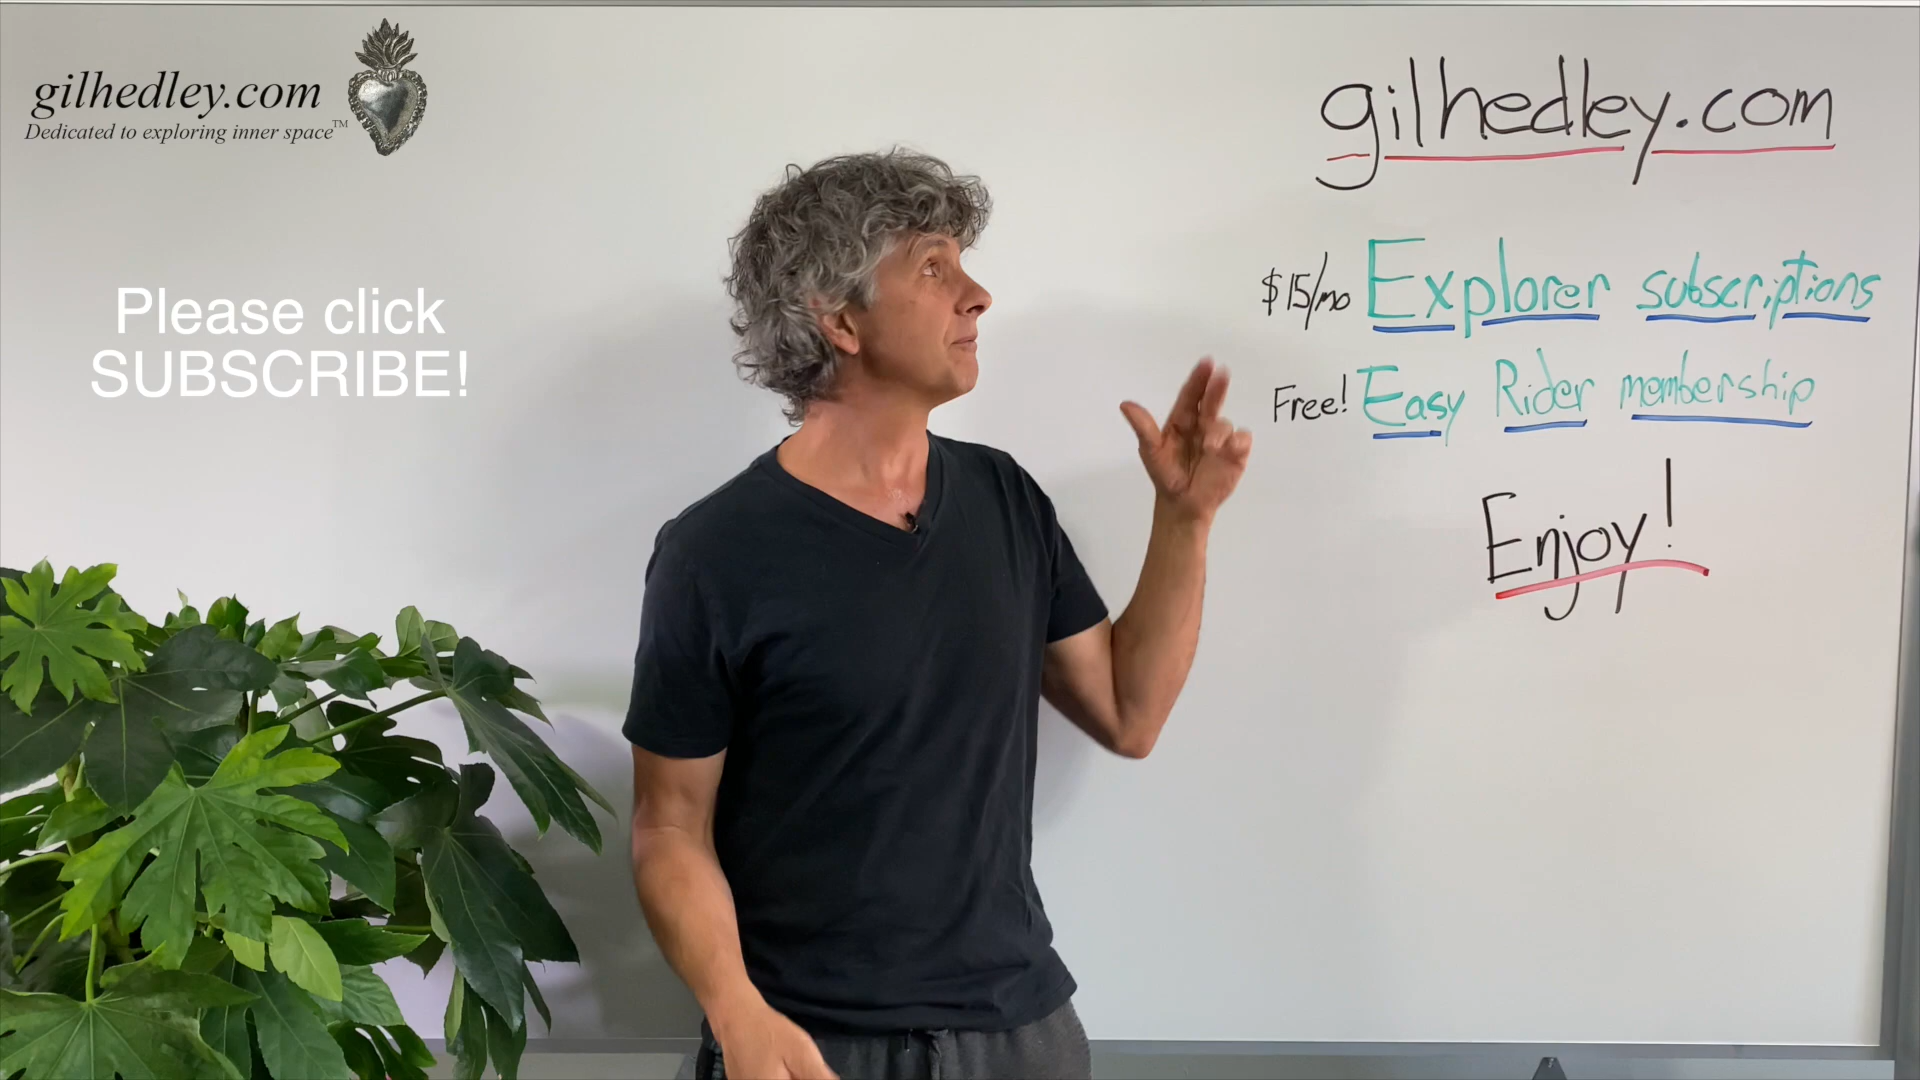 gilhedley.com
Dedicated to exploring inner space™
Please click
SUBSCRIBE!
gilhedley.com
$15/mo Explorer subscriptions
Free! Easy Rider membership
Enjoy!